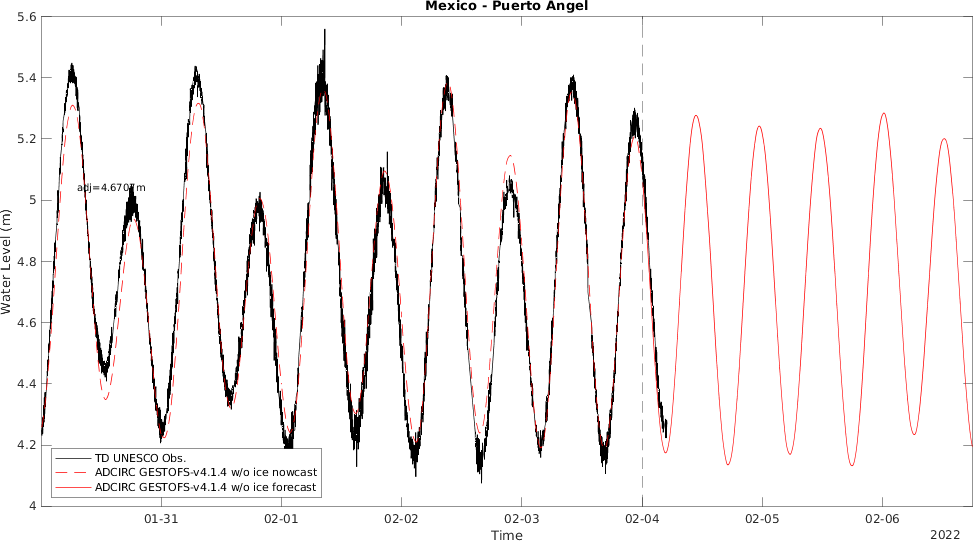 Mexico - Puerto Angel
5.6
5.4
5.2
5
4.8
4.6
4.4
4.2
4
Water Level (m)
adj=4.6707m
TD UNESCO Obs.
ADCIRC GESTOFS-v4.1.4 w/o ice nowcast
ADCIRC GESTOFS-v4.1.4 w/o ice forecast
01-31
02-01
02-02
02-03
02-04
02-05
02-06
Time
2022